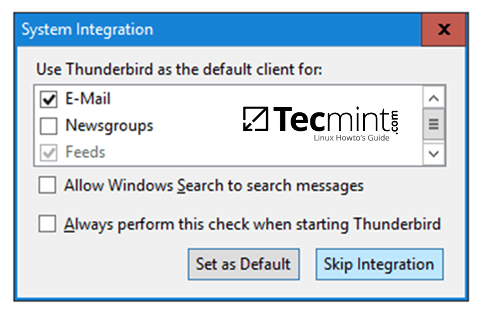 System Integration
x
Use Thunderbird as the default client for:
E-Mail
Newsgroups
Feeds
Tecmint.com
Linux Howto's Guide
Allow Windows Search to search messages
Always perform this check when starting Thunderbird
Set as Default
Skip Integration